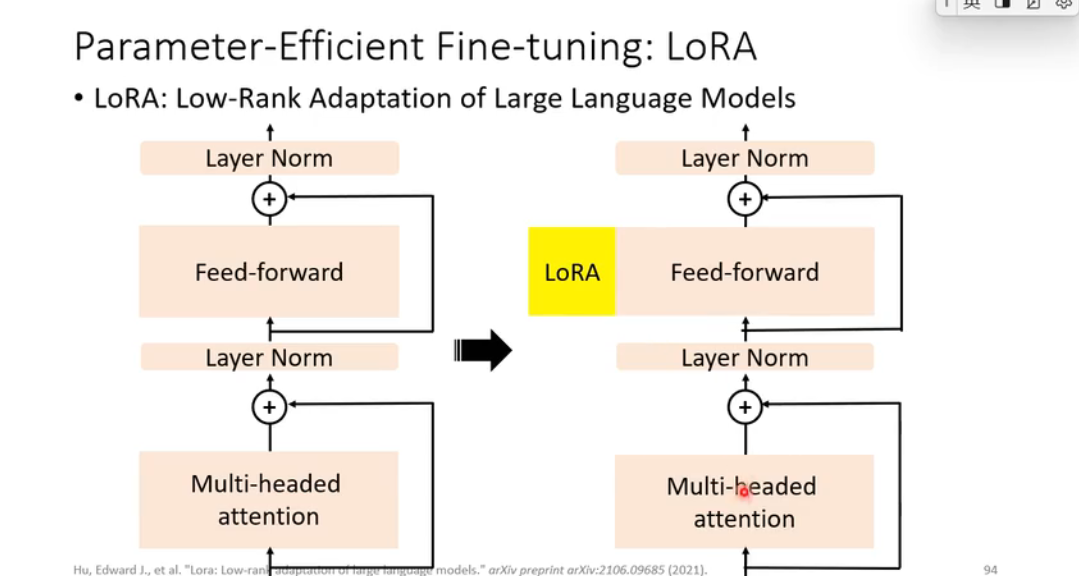 英
Parameter-Efficient Fine-tuning: LoRA
• LoRA: Low-Rank Adaptation of Large Language Models
Layer Norm
+
Feed-forward
Layer Norm
+
Multi-headed
attention
Layer Norm
+
LoRA
Feed-forward
Layer Norm
+
Multi-headed
attention
Hu, Edward J., et al. "Lora: Low-rank adaptation of large language models." arXiv preprint arXiv:2106.09685 (2021).
94